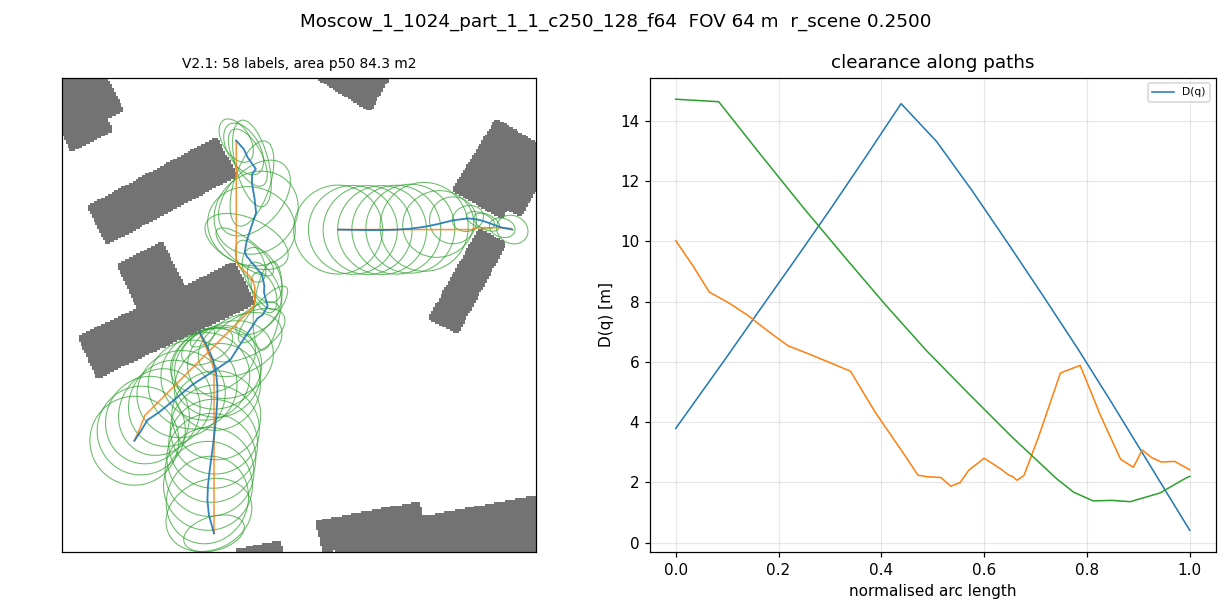 Moscow_1_1024_part_1_1_c250_128_f64  FOV 64 m  r_scene 0.2500
V2.1: 58 labels, area p50 84.3 m2
clearance along paths
D(q)
14
12
10
8
6
4
2
0
D(q) [m]
0.0 0.2 0.4 0.6 0.8 1.0
normalised arc length